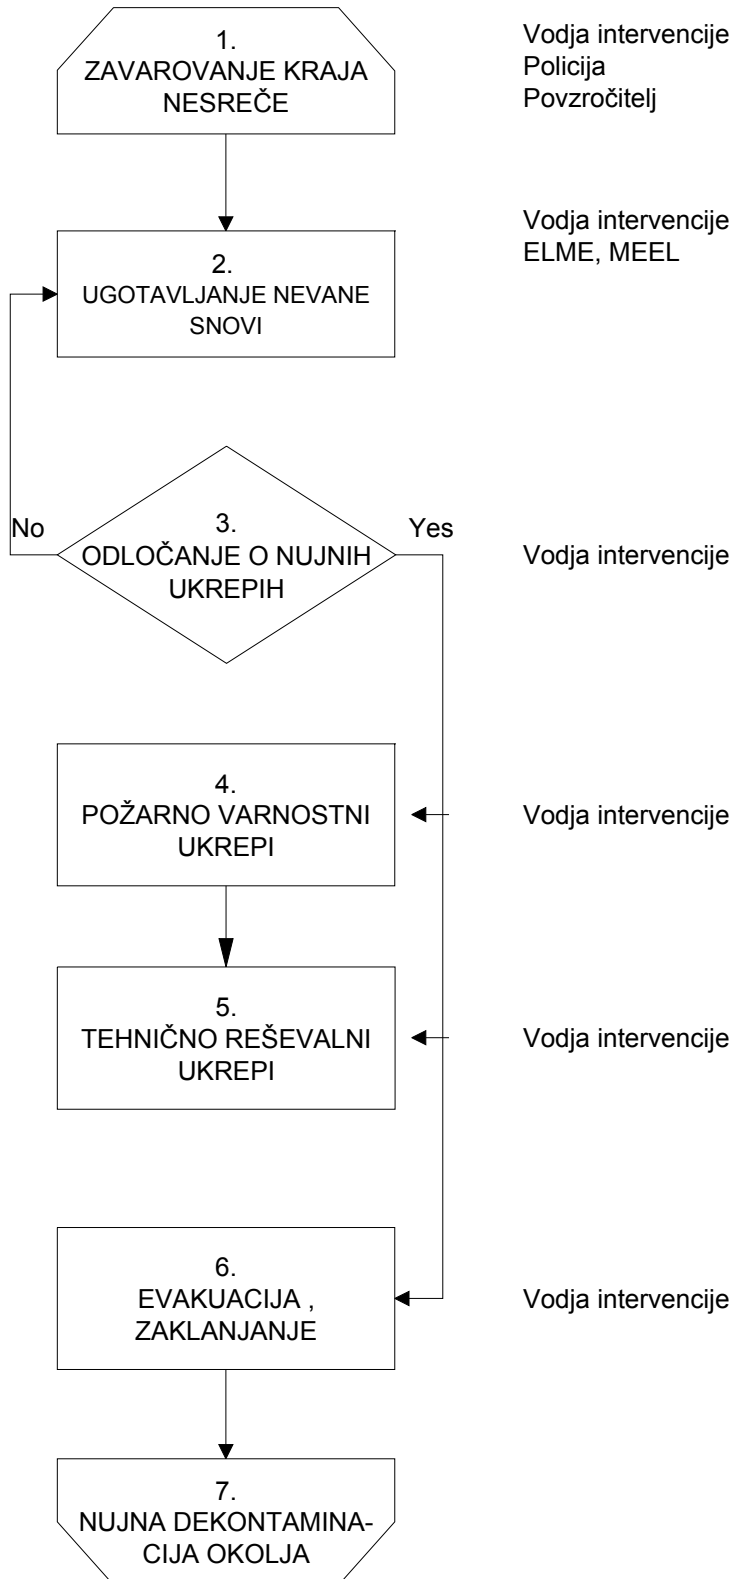 1.
ZAVAROVANJE KRAJA
NESREČE
Vodja intervencije
Policija
Povzročitelj
2.
UGOTAVLJANJE NEVANE
SNOVI
Vodja intervencije
ELME, MEEL
No
3.
ODLOČANJE O NUJNIH
UKREPIH
Yes
Vodja intervencije
4.
POŽARNO VARNOSTNI
UKREPI
Vodja intervencije
5.
TEHNIČNO REŠEVALNI
UKREPI
Vodja intervencije
6.
EVAKUACIJA ,
ZAKLANJANJE
Vodja intervencije
7.
NUJNA DEKONTAMINA-
CIJA OKOLJA